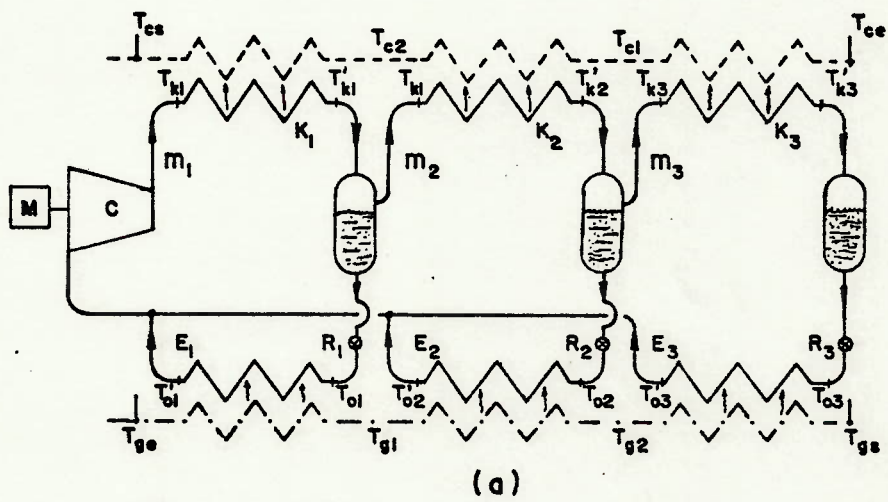 Tcs Tc2 Tc1 Tce
Tk1 T'k1 Tk1 T'k2 Tk3 T'k3
K1 K2 K3
m1 m2 m3
M C
E1 R1 E2 R2 E3 R3
T'o1 To1 T'o2 To2 T'o3 To3
Tge Tg1 Tg2 Tgs
(a)